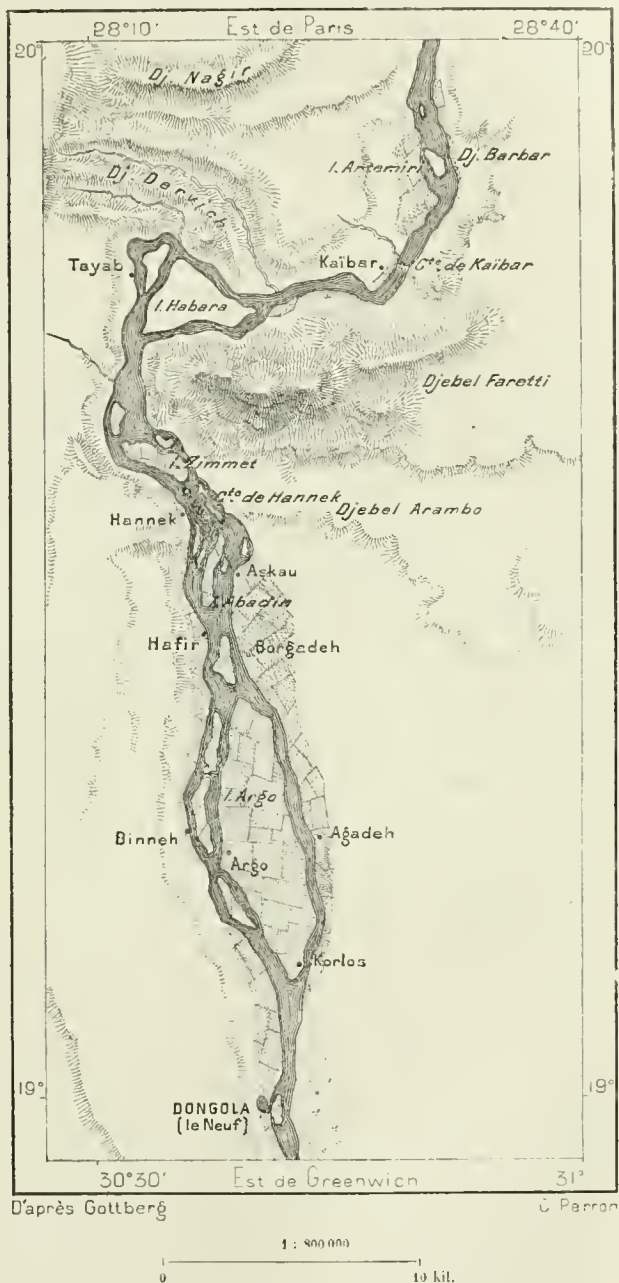 28°10' Est de Paris 28°40'
20° 20°
Dj. Nagif
I. Artemiri Dj. Barbar
Dj. Dervich
Tayab Kaïbar Cte de Kaïbar
I. Habara
Djebel Faretti
I. Zimmet
Cte de Hannek
Hannek Djebel Arambo
Askau
I. Abadin
Hafir Borgadeh
I. Argo
Binneh Agadeh
Argo
Korlos
19° 19°
DONGOLA
(le Neuf)
30°30' Est de Greenwich 31°
D'après Gottberg C Perron
1 : 800 000
0 10 kil.